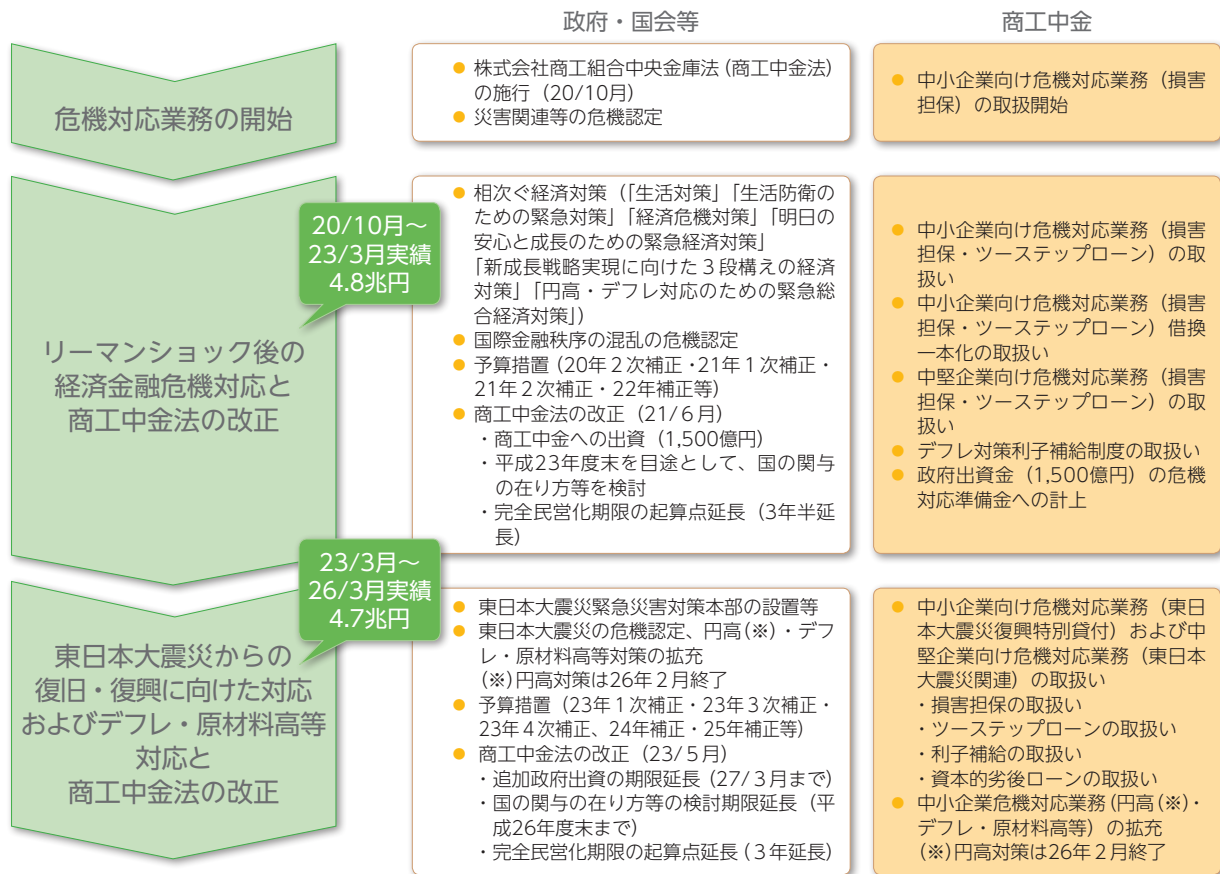 政府・国会等
商工中金
危機対応業務の開始
● 株式会社商工組合中央金庫法(商工中金法)
の施行(20/10月)
● 災害関連等の危機認定
● 中小企業向け危機対応業務(損害
担保)の取扱開始
20/10月〜
23/3月実績
4.8兆円
リーマンショック後の
経済金融危機対応と
商工中金法の改正
● 相次ぐ経済対策(「生活対策」「生活防衛の
ための緊急対策」「経済危機対策」「明日の
安心と成長のための緊急経済対策」
「新成長戦略実現に向けた3段構えの経済
対策」「円高・デフレ対応のための緊急総
合経済対策」)
● 国際金融秩序の混乱の危機認定
● 予算措置(20年2次補正・21年1次補正・
21年2次補正・22年補正等)
● 商工中金法の改正(21/6月)
・商工中金への出資(1,500億円)
・平成23年度末を目途として、国の関与
の在り方等を検討
・完全民営化期限の起算点延長(3年半延
長)
● 中小企業向け危機対応業務(損害
担保・ツーステップローン)の取
扱い
● 中小企業向け危機対応業務(損害
担保・ツーステップローン)借換
一本化の取扱い
● 中堅企業向け危機対応業務(損害
担保・ツーステップローン)の取
扱い
● デフレ対策利子補給制度の取扱い
● 政府出資金(1,500億円)の危機
対応準備金への計上
23/3月〜
26/3月実績
4.7兆円
東日本大震災からの
復旧・復興に向けた対応
およびデフレ・原材料高等
対応と
商工中金法の改正
● 東日本大震災緊急災害対策本部の設置等
● 東日本大震災の危機認定、円高(※)・デフ
レ・原材料高等対策の拡充
(※)円高対策は26年2月終了
● 予算措置(23年1次補正・23年3次補正・
23年4次補正、24年補正・25年補正等)
● 商工中金法の改正(23/5月)
・追加政府出資の期限延長(27/3月まで)
・国の関与の在り方等の検討期限延長(平
成26年度末まで)
・完全民営化期限の起算点延長(3年延長)
● 中小企業向け危機対応業務(東日
本大震災復興特別貸付)および中
堅企業向け危機対応業務(東日本
大震災関連)の取扱い
・損害担保の取扱い
・ツーステップローンの取扱い
・利子補給の取扱い
・資本的劣後ローンの取扱い
● 中小企業危機対応業務(円高(※)・
デフレ・原材料高等)の拡充
(※)円高対策は26年2月終了